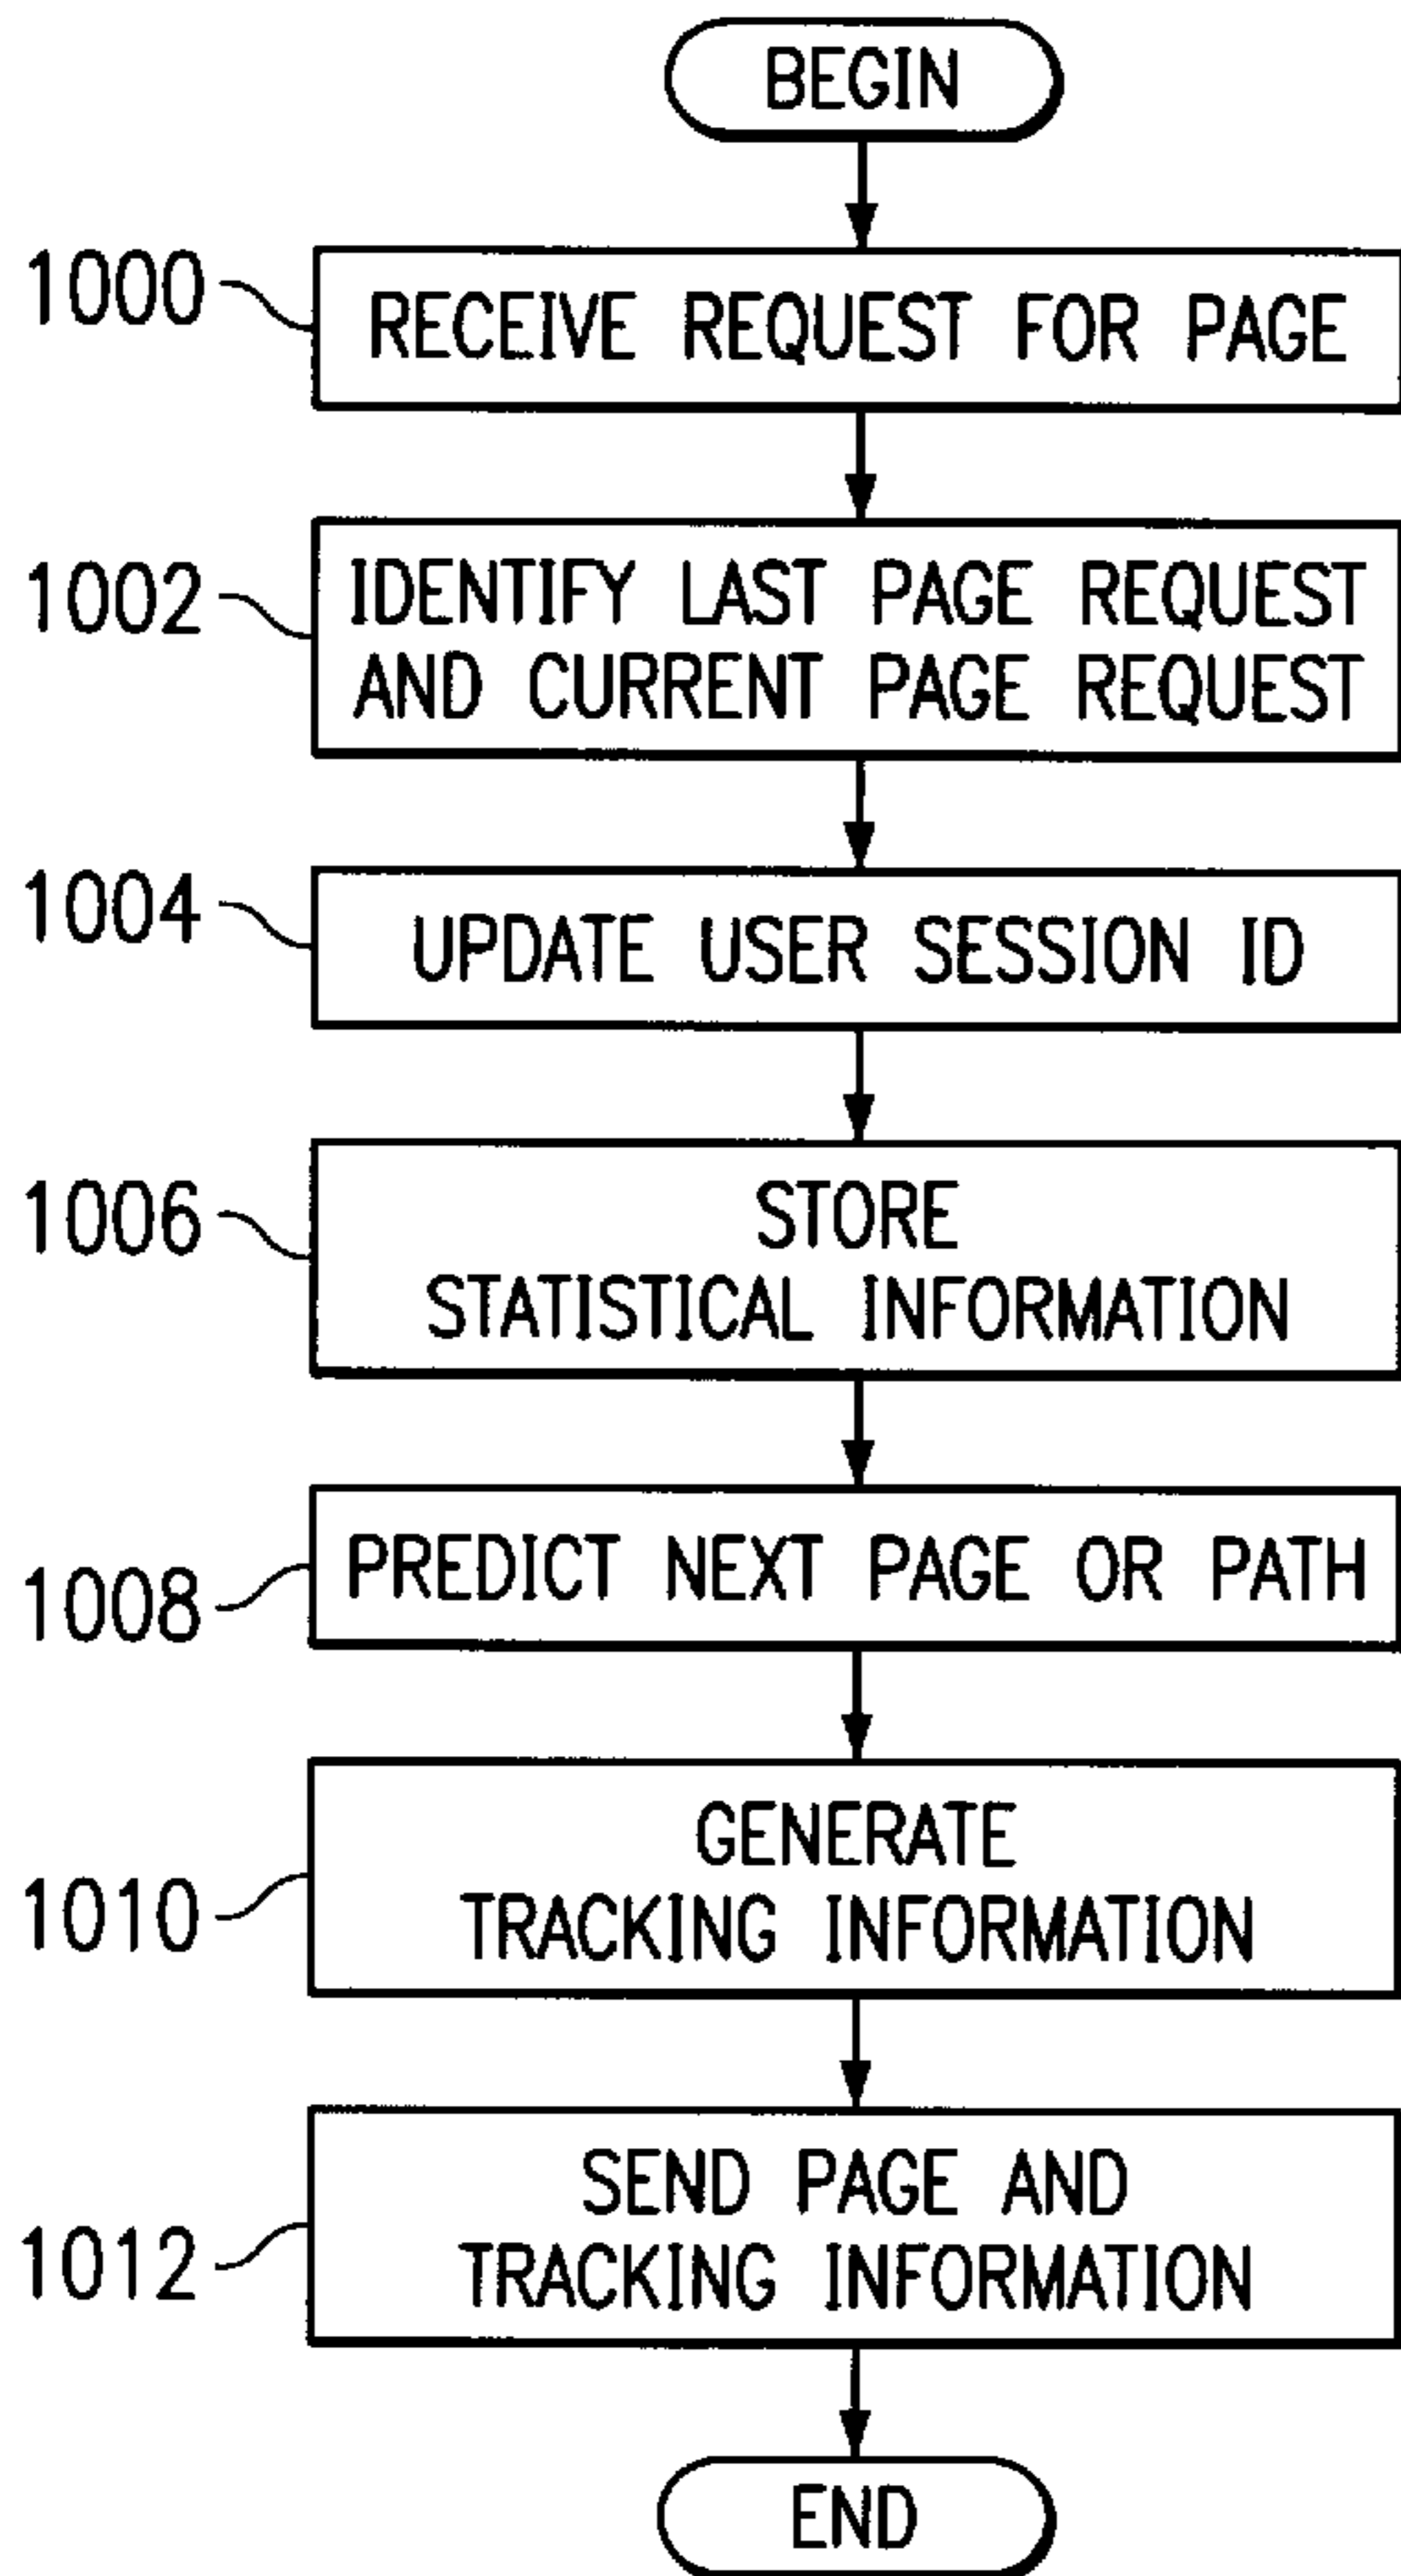 BEGIN
1000
RECEIVE REQUEST FOR PAGE
1002
IDENTIFY LAST PAGE REQUEST
AND CURRENT PAGE REQUEST
1004
UPDATE USER SESSION ID
1006
STORE
STATISTICAL INFORMATION
1008
PREDICT NEXT PAGE OR PATH
1010
GENERATE
TRACKING INFORMATION
1012
SEND PAGE AND
TRACKING INFORMATION
END